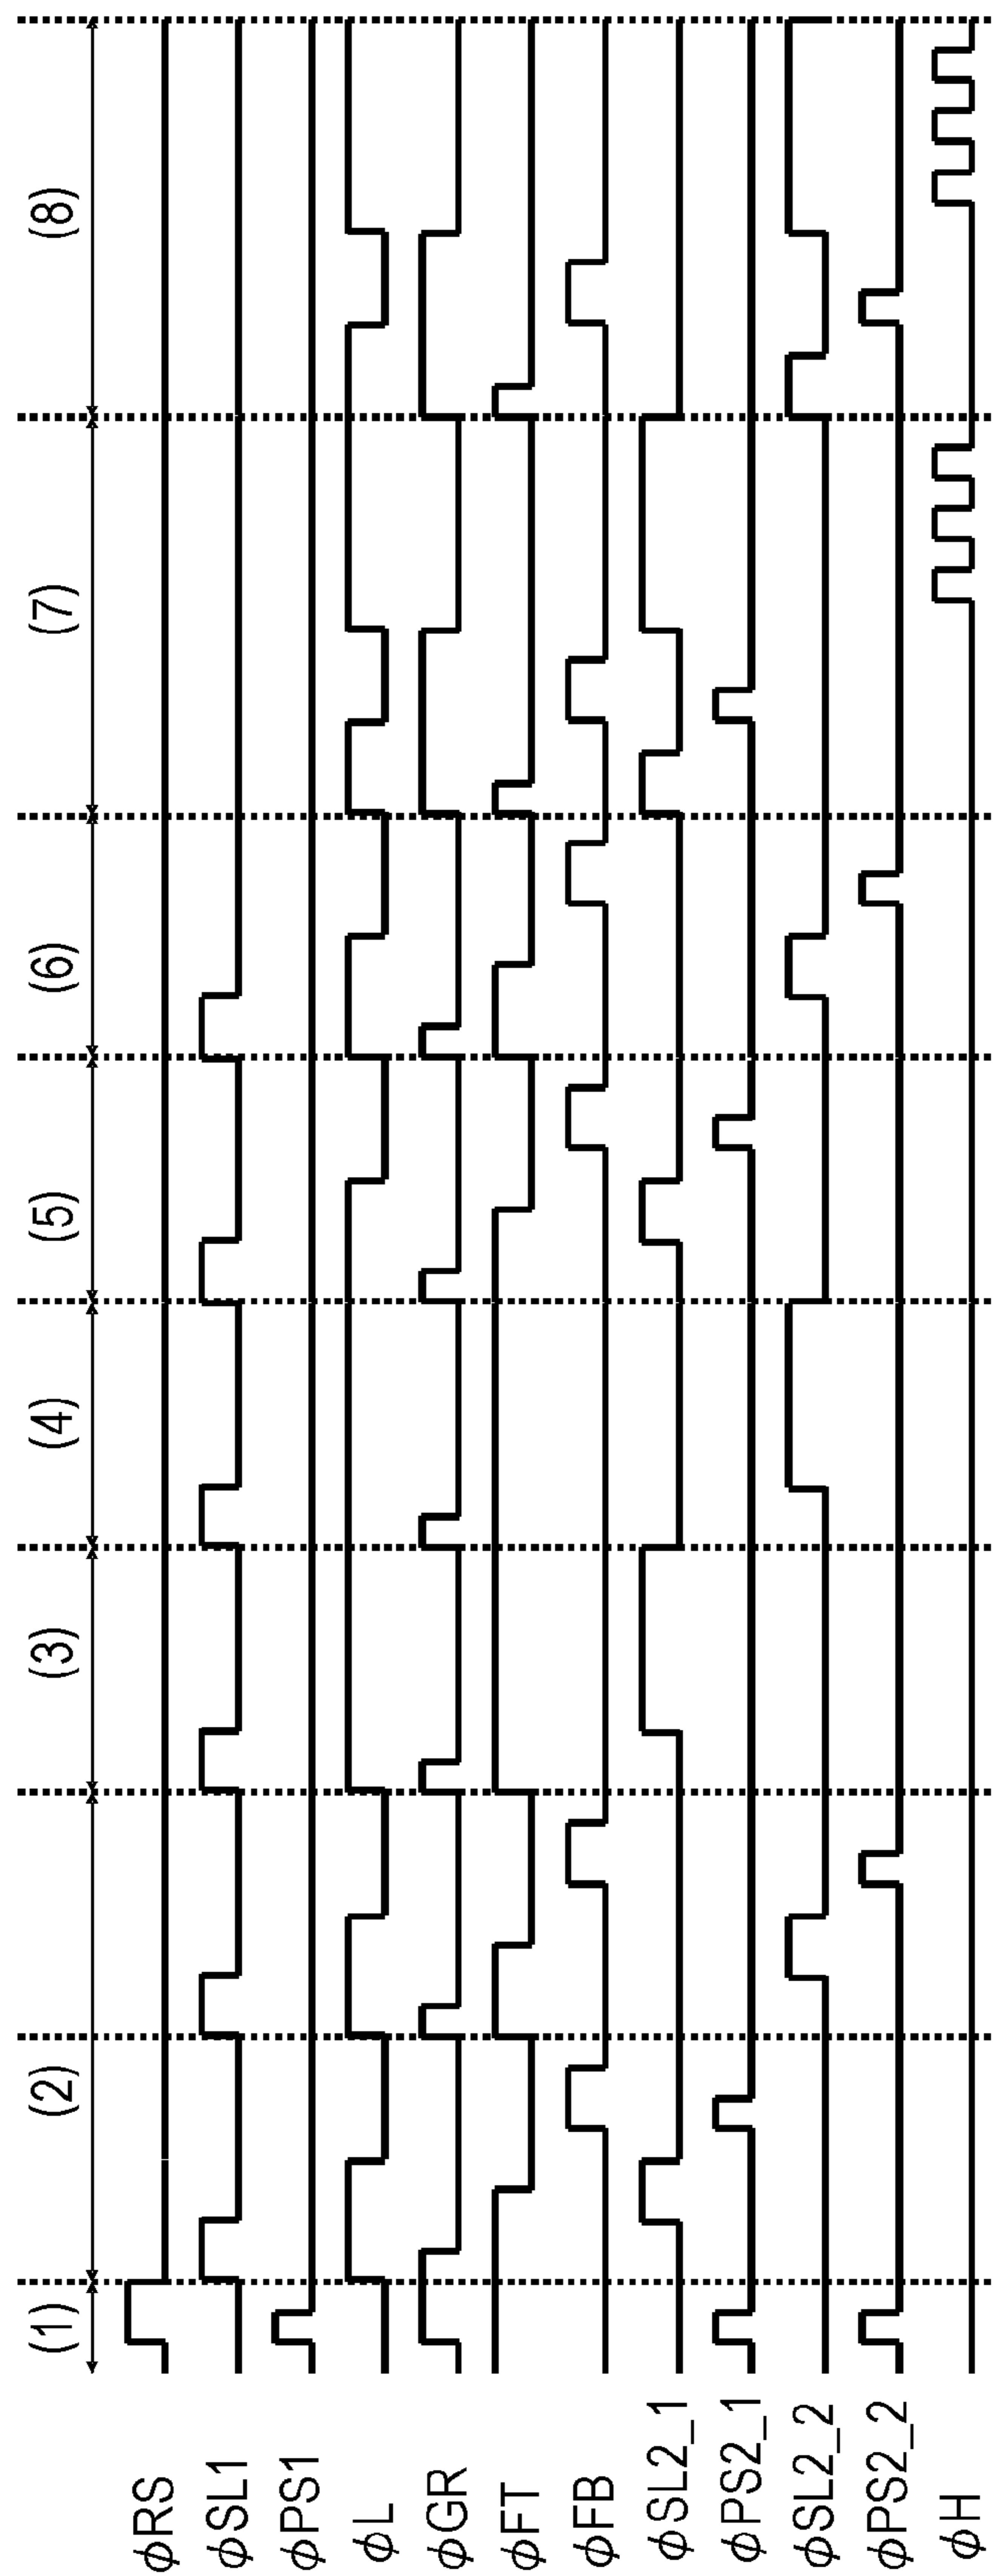 (1) (2) (3) (4) (5) (6) (7) (8)
ϕRS
ϕSL1
ϕPS1
ϕL
ϕGR
ϕFT
ϕFB
ϕSL2_1
ϕPS2_1
ϕSL2_2
ϕPS2_2
ϕH